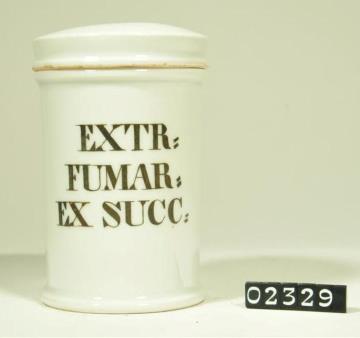 EXTR:
FUMAR:
EX SUCC:
02329